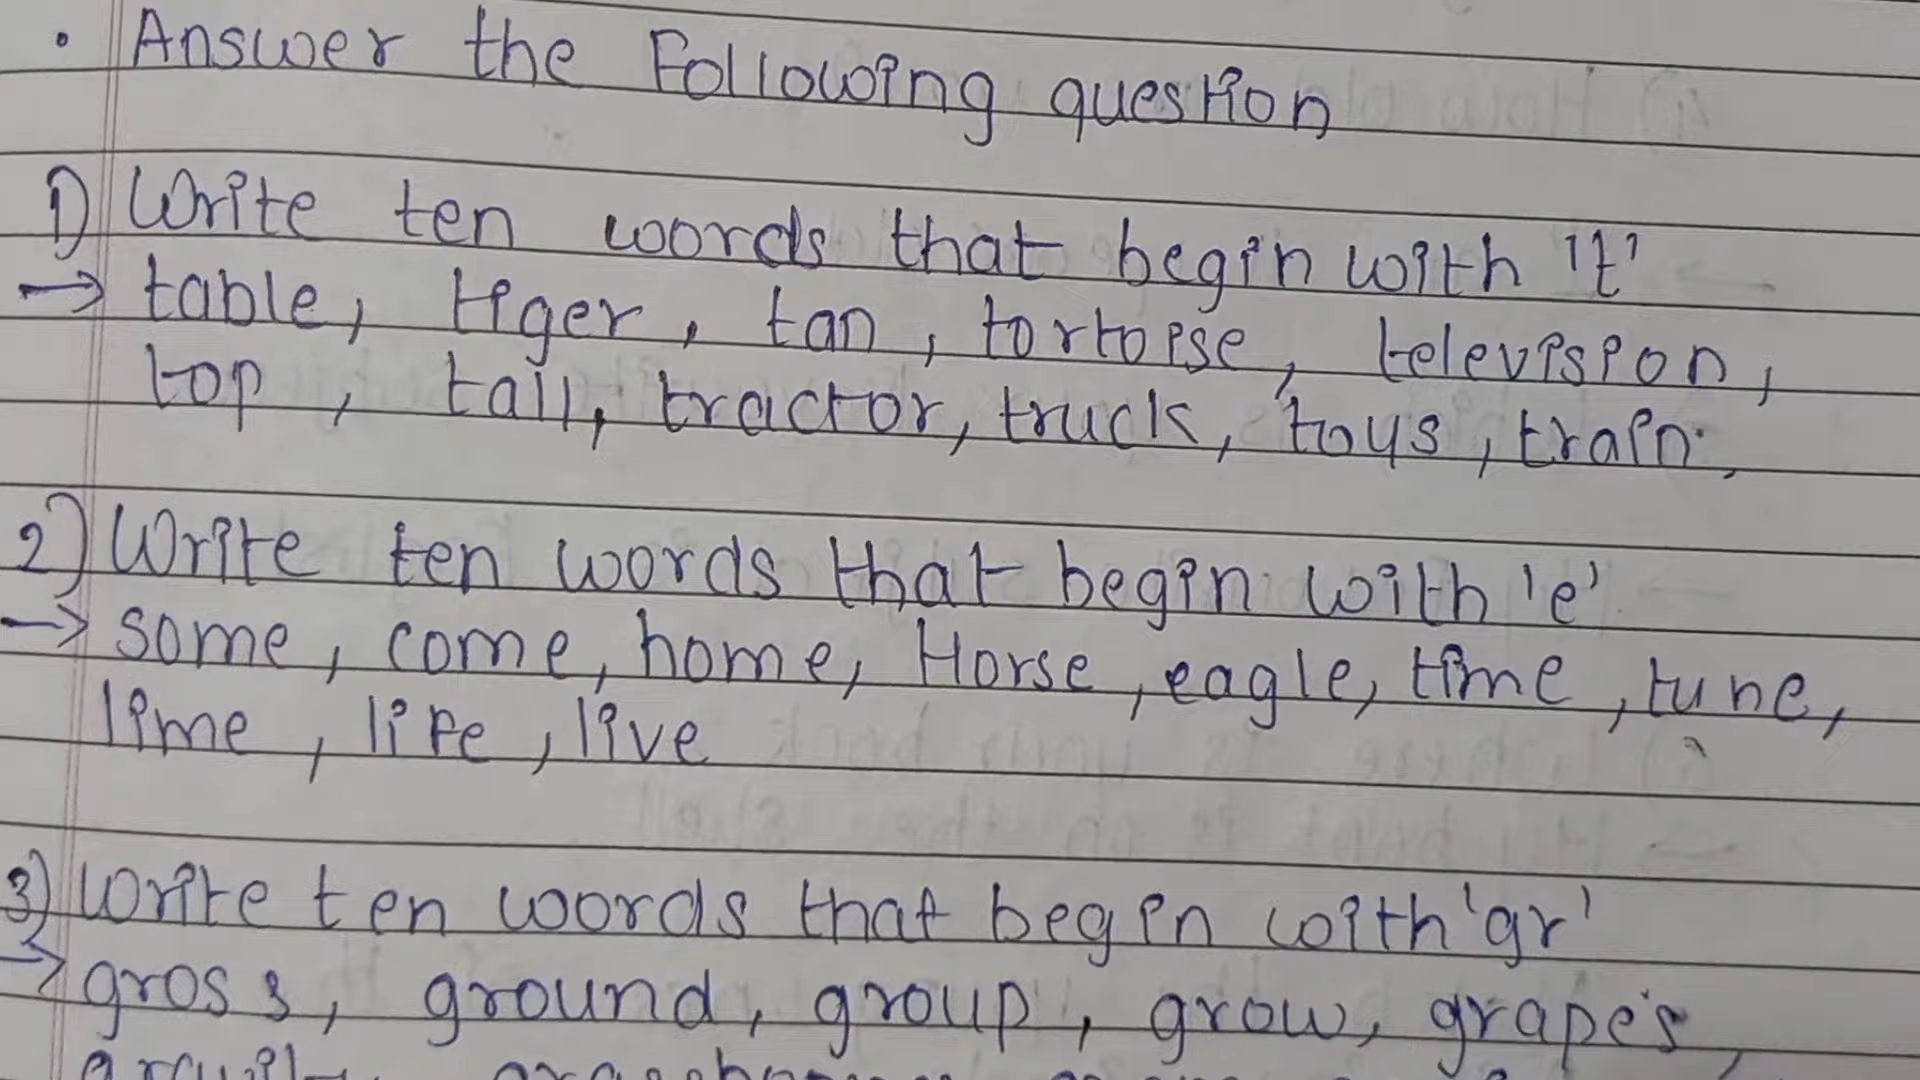 • Answer the Following question
1) Write ten words that begin with 't'
→ table, tiger, tan, tortoise, television,
top, tall, tractor, truck, toys, train.
2) Write ten words that begin with 'e'
→ some, come, home, Horse, eagle, time, tune,
lime, life, live
3) Write ten words that begin with 'gr'
→ gross, ground, group, grow, grapes,